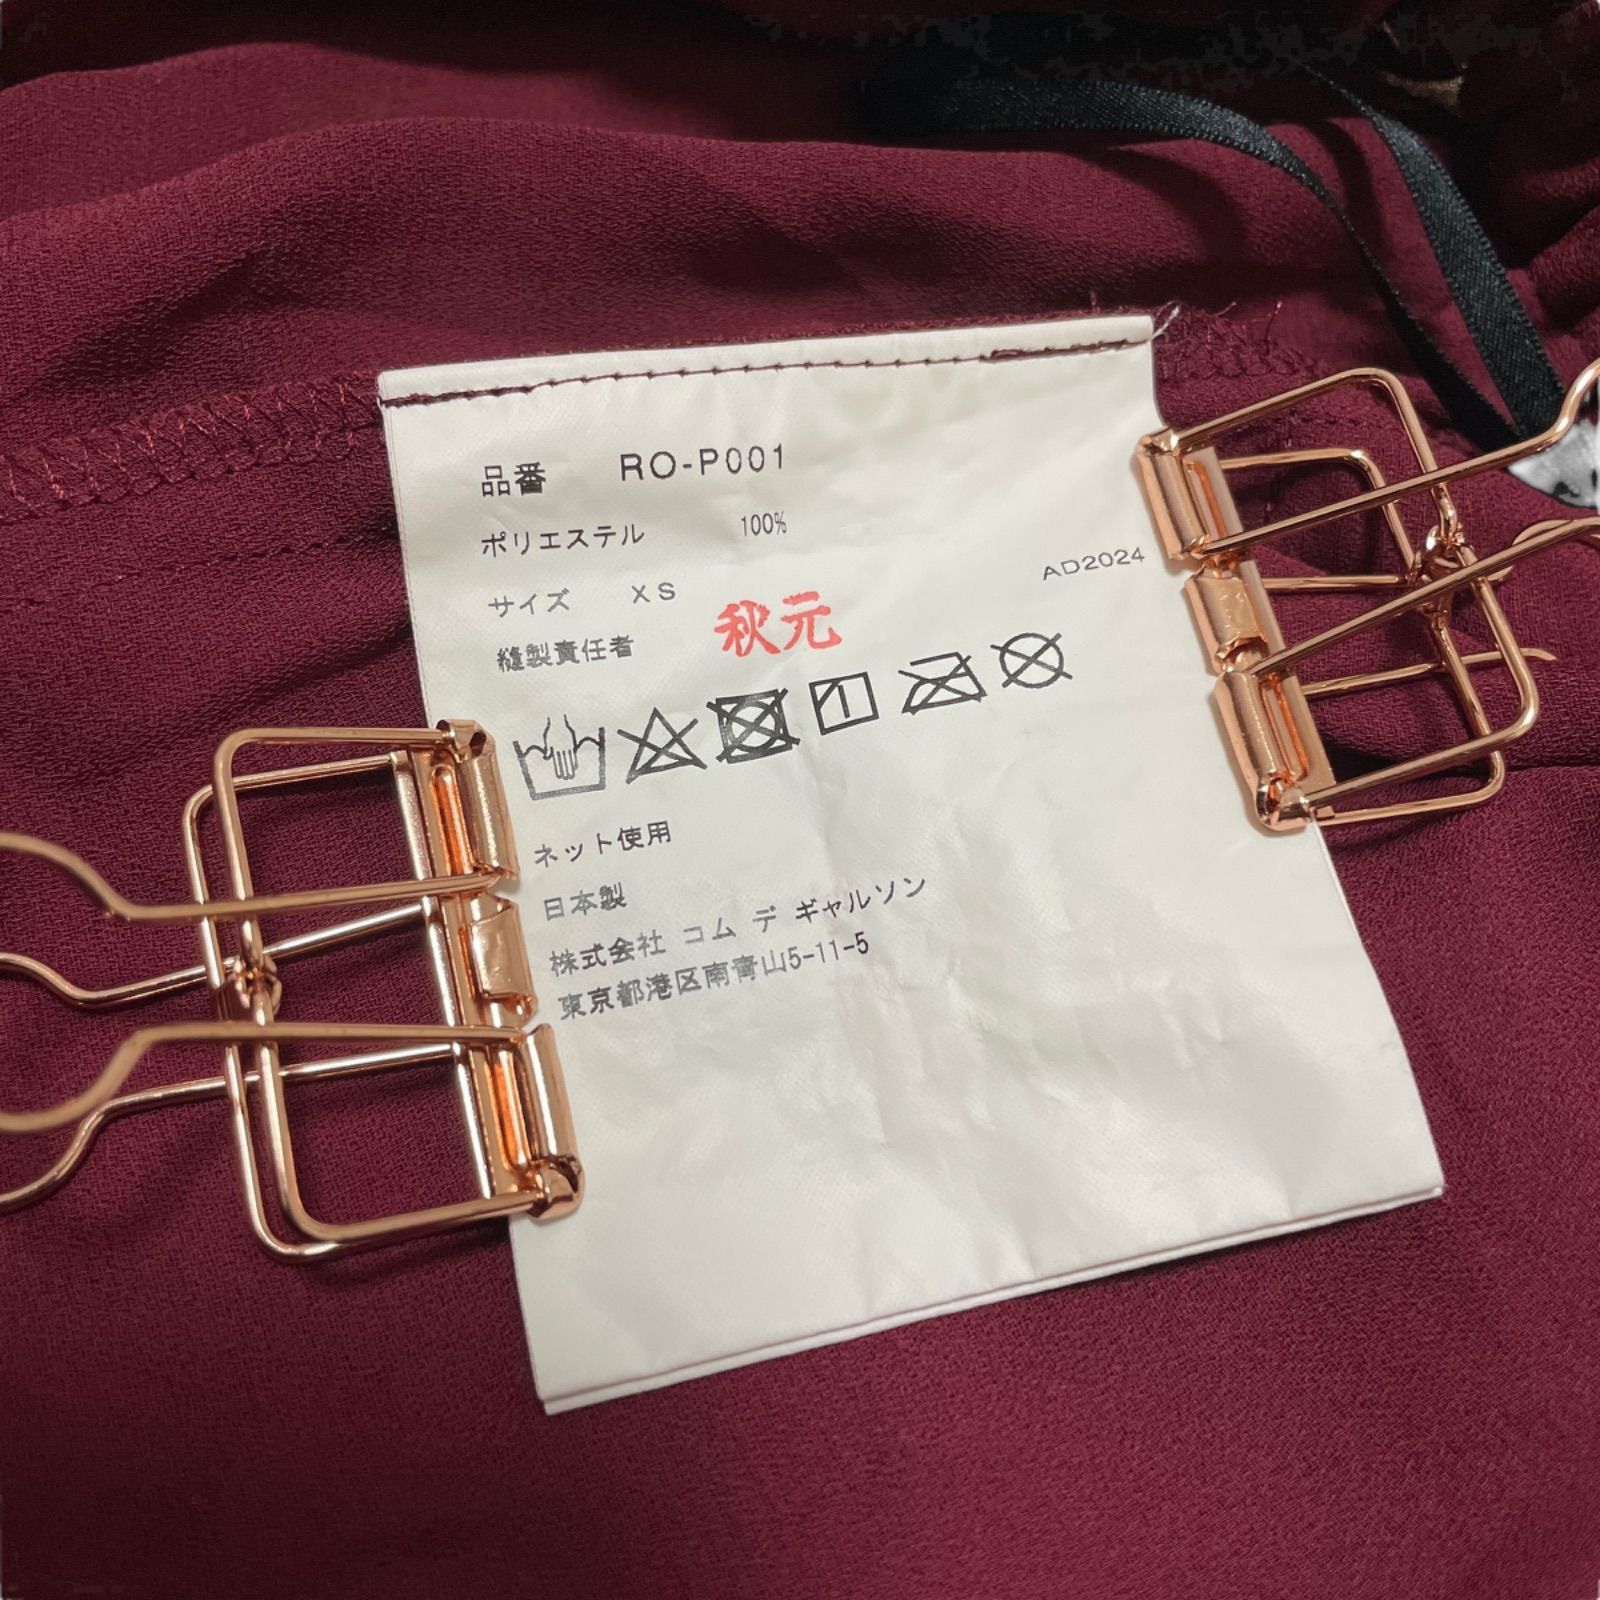 品番 RO-P001
ポリエステル 100%
AD2024
サイズ XS
縫製責任者 秋元
ネット使用
日本製
株式会社 コム デ ギャルソン
東京都港区南青山5-11-5